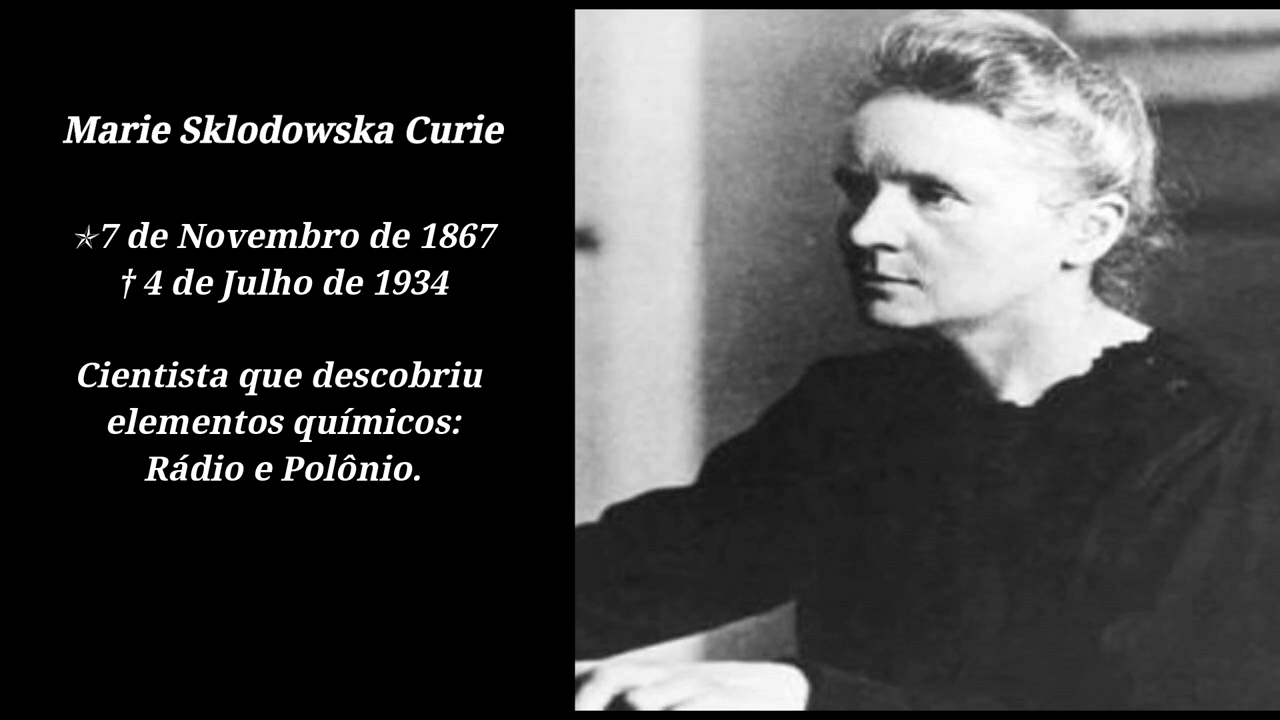 Marie Sklodowska Curie
✯7 de Novembro de 1867
† 4 de Julho de 1934
Cientista que descobriu
elementos químicos:
Rádio e Polônio.